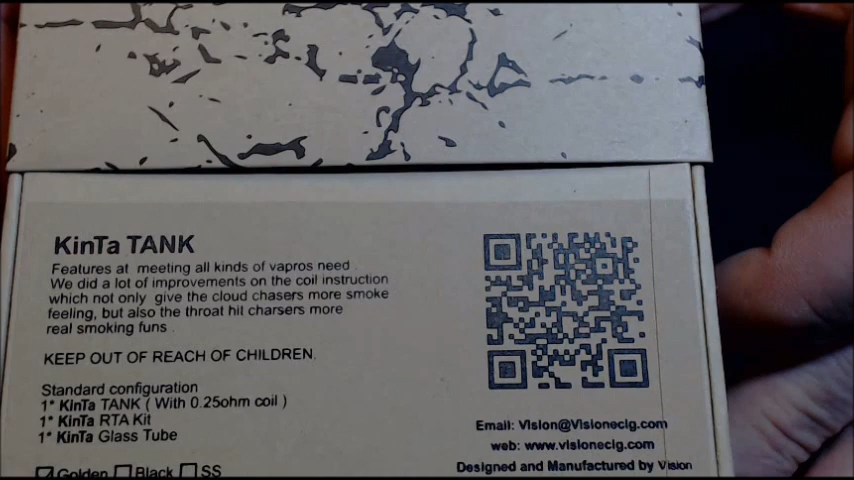 KinTa TANK
Features at meeting all kinds of vapros need
We did a lot of improvements on the coil instruction
which not only give the cloud chasers more smoke
feeling, but also the throat hit charsers more
real smoking funs .
KEEP OUT OF REACH OF CHILDREN.
Standard configuration
1* KinTa TANK ( With 0.25ohm coil )
1* KinTa RTA Kit
1* KinTa Glass Tube
Golden Black SS
Email: Vision@Visionecig.com
web: www.visionecig.com
Designed and Manufactured by Vision